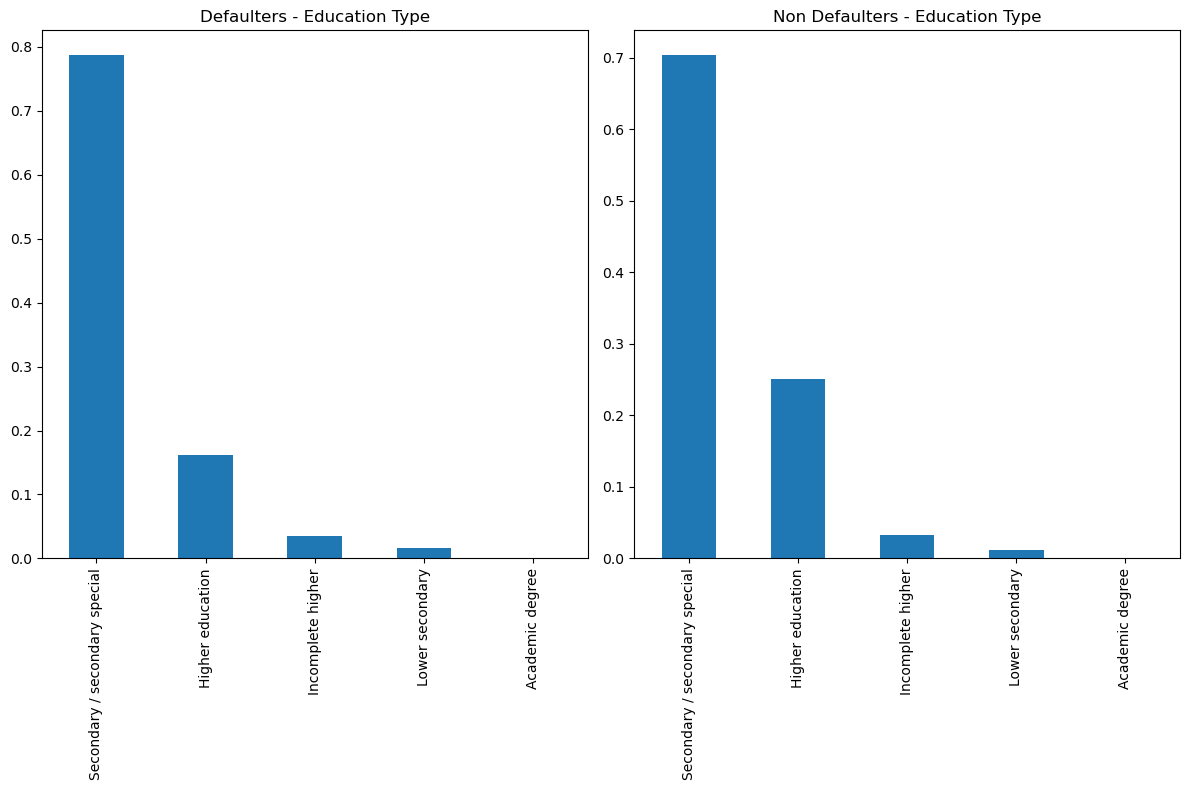 Defaulters - Education Type
0.8
0.7
0.6
0.5
0.4
0.3
0.2
0.1
0.0
Secondary / secondary special
Higher education
Incomplete higher
Lower secondary
Academic degree
Non Defaulters - Education Type
0.7
0.6
0.5
0.4
0.3
0.2
0.1
0.0
Secondary / secondary special
Higher education
Incomplete higher
Lower secondary
Academic degree